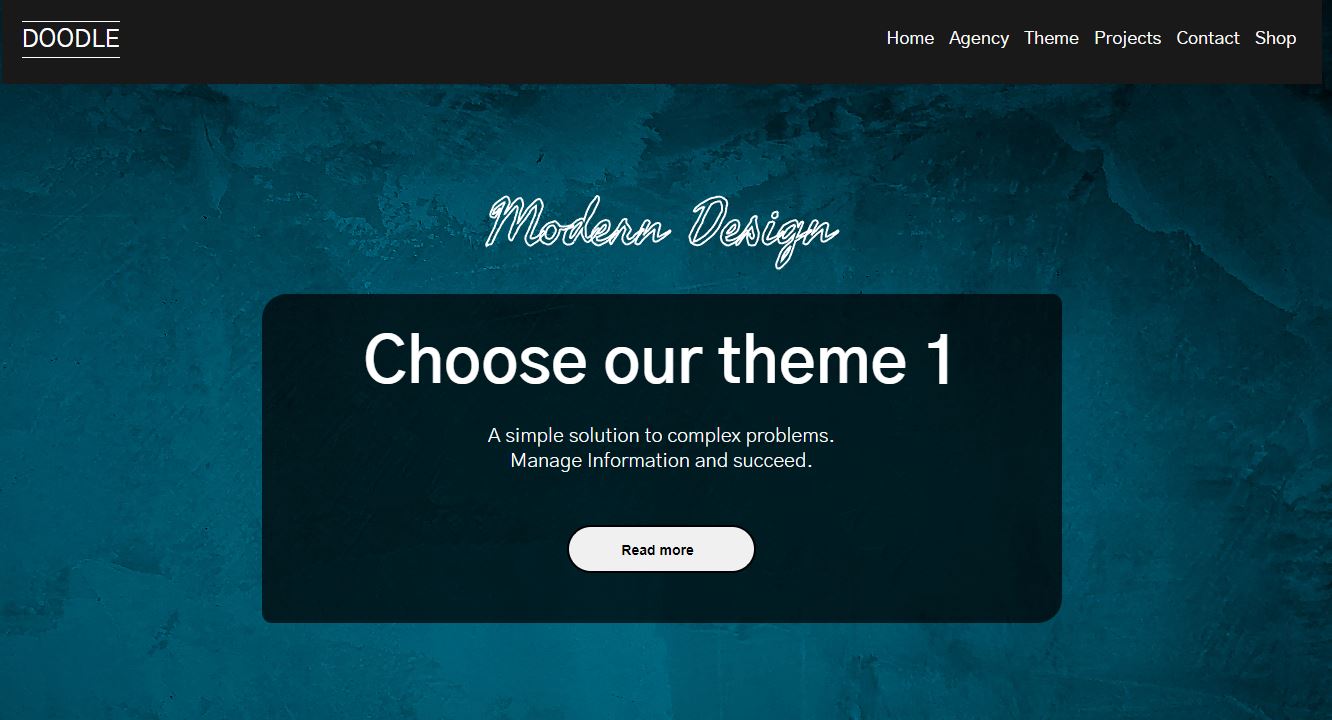 DOODLE
Home Agency Theme Projects Contact Shop
Modern Design
Choose our theme 1
A simple solution to complex problems.
Manage Information and succeed.
Read more